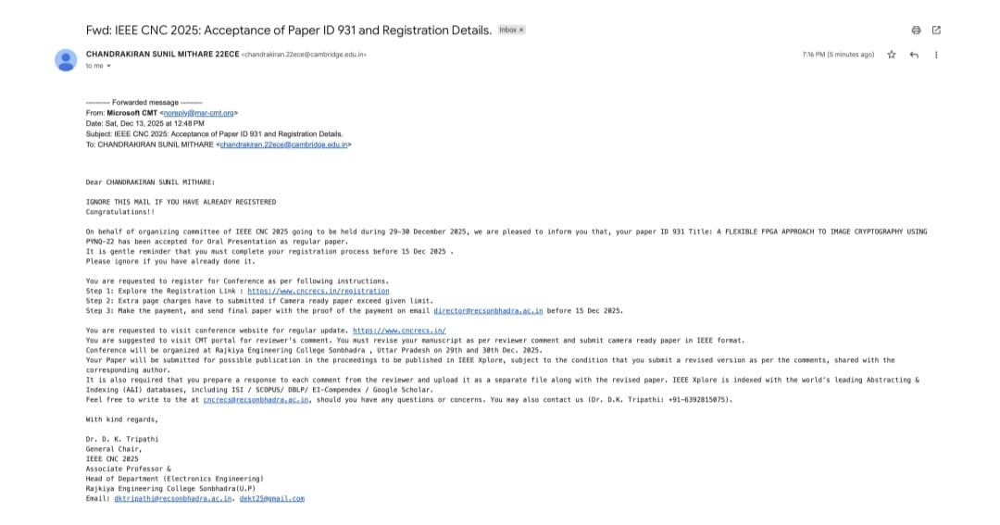 Fwd: IEEE CNC 2025: Acceptance of Paper ID 931 and Registration Details. Inbox ×
CHANDRAKIRAN SUNIL MITHARE 22ECE <chandrakiran.22ece@cambridge.edu.in>
7:16 PM (5 minutes ago)
to me
---------- Forwarded message ---------
From: Microsoft CMT <noreply@msr-cmt.org>
Date: Sat, Dec 13, 2025 at 12:48 PM
Subject: IEEE CNC 2025: Acceptance of Paper ID 931 and Registration Details.
To: CHANDRAKIRAN SUNIL MITHARE <chandrakiran.22ece@cambridge.edu.in>
Dear CHANDRAKIRAN SUNIL MITHARE:
IGNORE THIS MAIL IF YOU HAVE ALREADY REGISTERED
Congratulations!!
On behalf of organizing committee of IEEE CNC 2025 going to be held during 29-30 December 2025, we are pleased to inform you that, your paper ID 931 Title: A FLEXIBLE FPGA APPROACH TO IMAGE CRYPTOGRAPHY USING
PYNQ-Z2 has been accepted for Oral Presentation as regular paper.
It is gentle reminder that you must complete your registration process before 15 Dec 2025 .
Please ignore if you have already done it.
You are requested to register for Conference as per following instructions.
Step 1: Explore the Registration Link : https://www.cncrecs.in/registration
Step 2: Extra page charges have to submitted if Camera ready paper exceed given limit.
Step 3: Make the payment, and send final paper with the proof of the payment on email director@recsonbhadra.ac.in before 15 Dec 2025.
You are requested to visit conference website for regular update. https://www.cncrecs.in/
You are suggested to visit CMT portal for reviewer's comment. You must revise your manuscript as per reviewer comment and submit camera ready paper in IEEE format.
Conference will be organized at Rajkiya Engineering College Sonbhadra , Uttar Pradesh on 29th and 30th Dec. 2025.
Your Paper will be submitted for possible publication in the proceedings to be published in IEEE Xplore, subject to the condition that you submit a revised version as per the comments, shared with the
corresponding author.
It is also required that you prepare a response to each comment from the reviewer and upload it as a separate file along with the revised paper. IEEE Xplore is indexed with the world's leading Abstracting &
Indexing (A&I) databases, including ISI / SCOPUS/ DBLP/ EI-Compendex / Google Scholar.
Feel free to write to the at cncrecs@recsonbhadra.ac.in, should you have any questions or concerns. You may also contact us (Dr. D.K. Tripathi: +91-6392815075).
With kind regards,
Dr. D. K. Tripathi
General Chair,
IEEE CNC 2025
Associate Professor &
Head of Department (Electronics Engineering)
Rajkiya Engineering College Sonbhadra(U.P)
Email: dktripathi@recsonbhadra.ac.in, dekt25@gmail.com